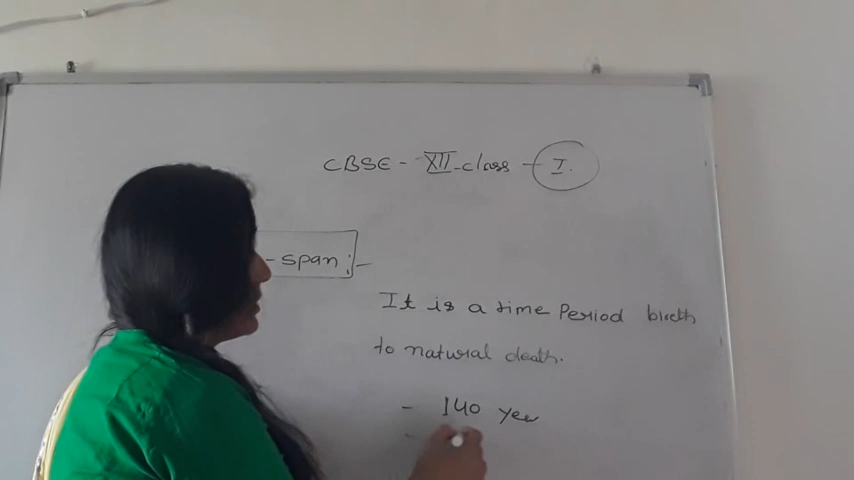 CBSE - XII - class - I.
- span :-
It is a time Period birth
to natural death.
- 140 year
-